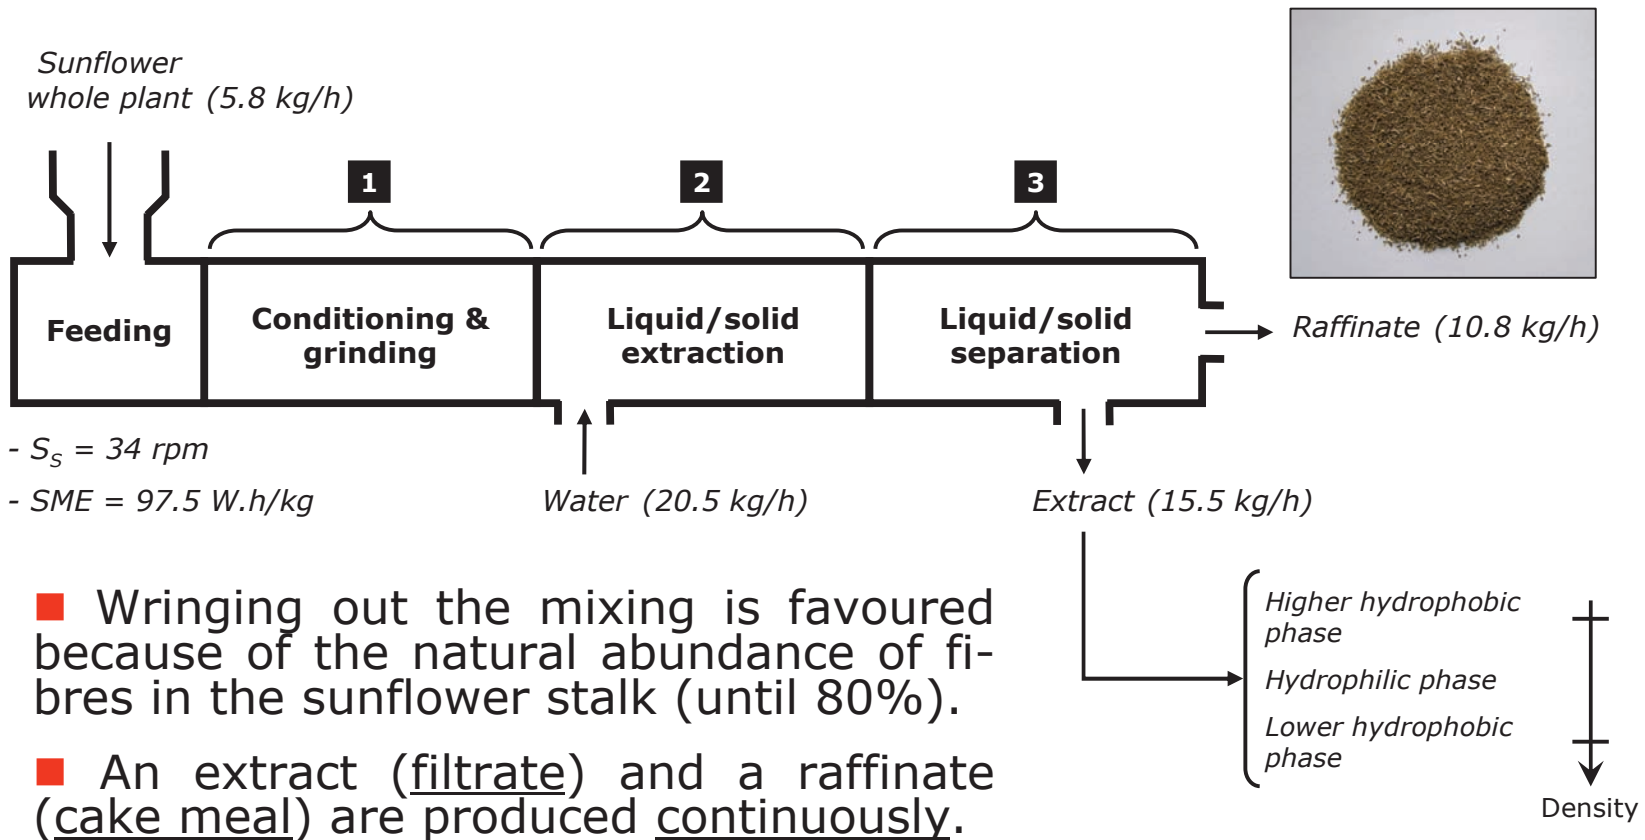 Sunflower
whole plant (5.8 kg/h)
1
2
3
Feeding
Conditioning &
grinding
Liquid/solid
extraction
Liquid/solid
separation
Raffinate (10.8 kg/h)
- SS = 34 rpm
- SME = 97.5 W.h/kg
Water (20.5 kg/h)
Extract (15.5 kg/h)
Higher hydrophobic
phase
Hydrophilic phase
Lower hydrophobic
phase
Density
■ Wringing out the mixing is favoured
because of the natural abundance of fi-
bres in the sunflower stalk (until 80%).
■ An extract (filtrate) and a raffinate
(cake meal) are produced continuously.